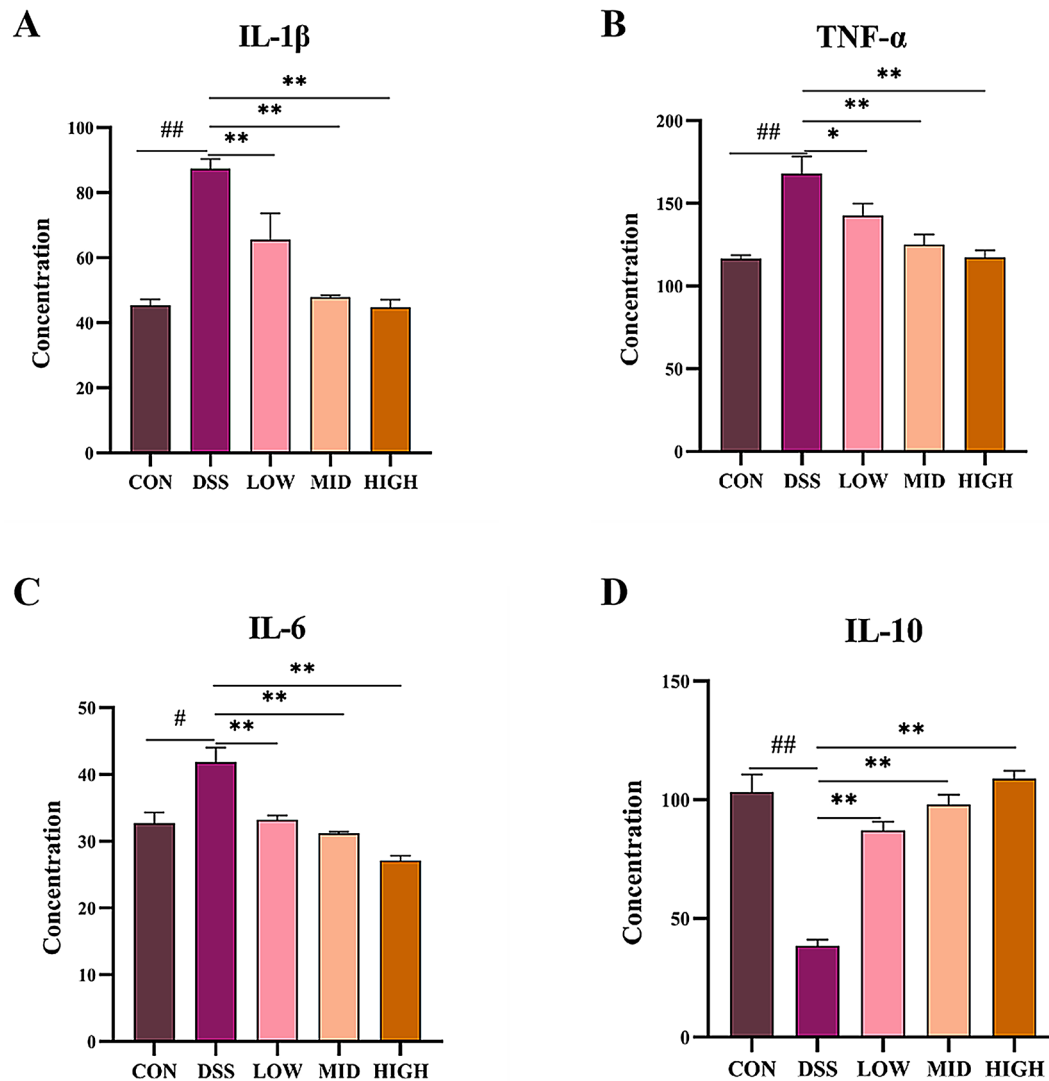 A
IL-1β
**
**
##
**
Concentration
100
80
60
40
20
0
CON DSS LOW MID HIGH
B
TNF-α
**
**
##
*
Concentration
200
150
100
50
0
CON DSS LOW MID HIGH
C
IL-6
**
**
#
**
Concentration
50
40
30
20
10
0
CON DSS LOW MID HIGH
D
IL-10
**
##
**
**
Concentration
150
100
50
0
CON DSS LOW MID HIGH